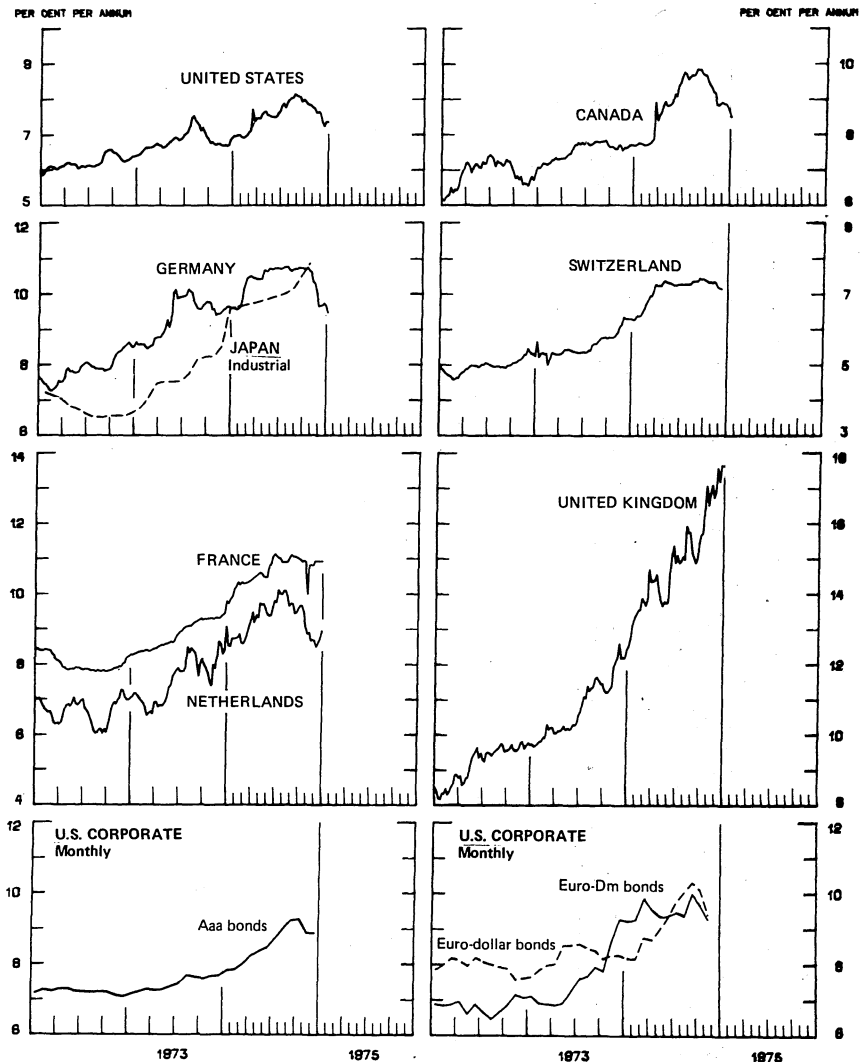 PER CENT PER ANNUM
PER CENT PER ANNUM
9
UNITED STATES
7
5
10
CANADA
8
6
12
GERMANY
10
JAPAN
Industrial
8
6
9
SWITZERLAND
7
5
3
14
12
FRANCE
10
8
NETHERLANDS
6
4
18
UNITED KINGDOM
16
14
12
10
8
12
U.S. CORPORATE
Monthly
10
Aaa bonds
8
6
1973
1975
U.S. CORPORATE
Monthly
12
Euro-Dm bonds
10
Euro-dollar bonds
8
6
1973
1975